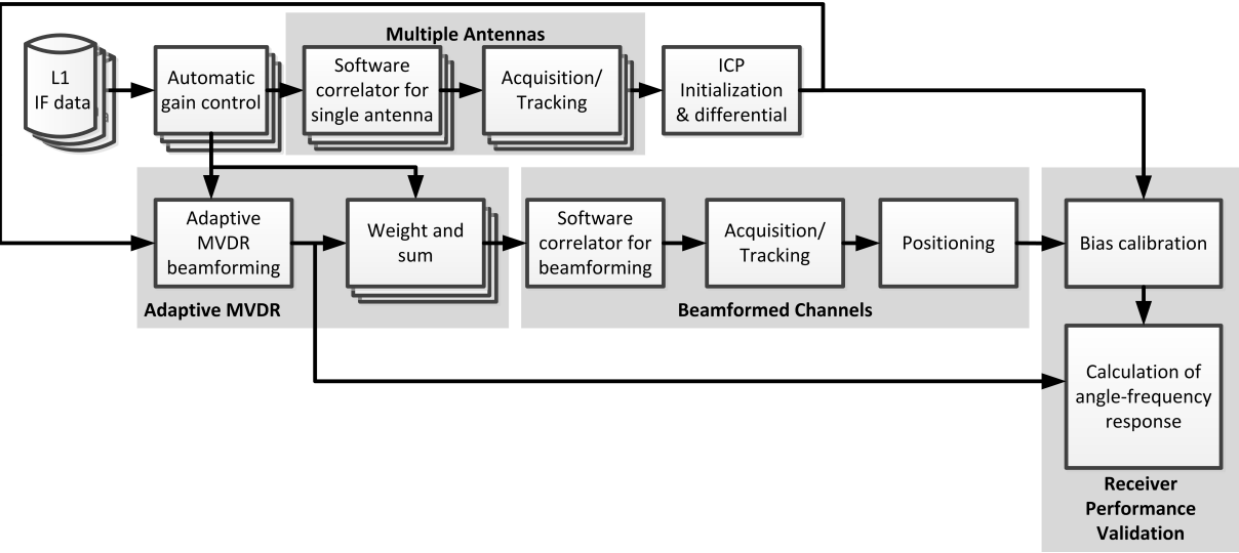 Multiple Antennas
L1
IF data
Automatic
gain control
Software
correlator for
single antenna
Acquisition/
Tracking
ICP
Initialization
& differential
Adaptive
MVDR
beamforming
Weight and
sum
Adaptive MVDR
Software
correlator for
beamforming
Acquisition/
Tracking
Positioning
Beamformed Channels
Bias calibration
Calculation of
angle-frequency
response
Receiver
Performance
Validation